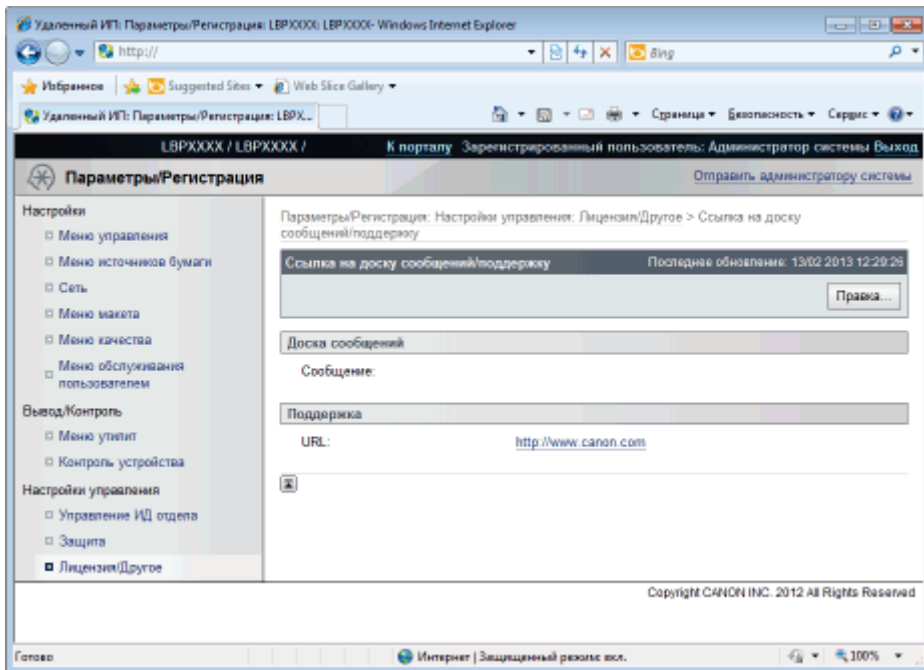 Удаленный ИП: Параметры/Регистрация: LBPXXXX: LBPXXXX- Windows Internet Explorer
http://
Bing
Избранное Suggested Sites Web Slice Gallery
Удаленный ИП: Параметры/Регистрация: LBPX...
Страница Безопасность Сервис
LBPXXXX / LBPXXXX /
К порталу Зарегистрированный пользователь: Администратор системы Выход
Параметры/Регистрация
Отправить администратору системы
Настройки
Меню управления
Меню источников бумаги
Сеть
Меню макета
Меню качества
Меню обслуживания
пользователем
Вывод/Контроль
Меню утилит
Контроль устройства
Настройки управления
Управление ИД отдела
Защита
Лицензия/Другое
Параметры/Регистрация: Настройки управления: Лицензия/Другое > Ссылка на доску
сообщений/поддержку
Ссылка на доску сообщений/поддержку
Последнее обновление: 13/02 2013 12:29:26
Правка...
Доска сообщений
Сообщение:
Поддержка
URL: http://www.canon.com
Copyright CANON INC. 2012 All Rights Reserved
Готово
Интернет | Защищенный режим: вкл.
100%